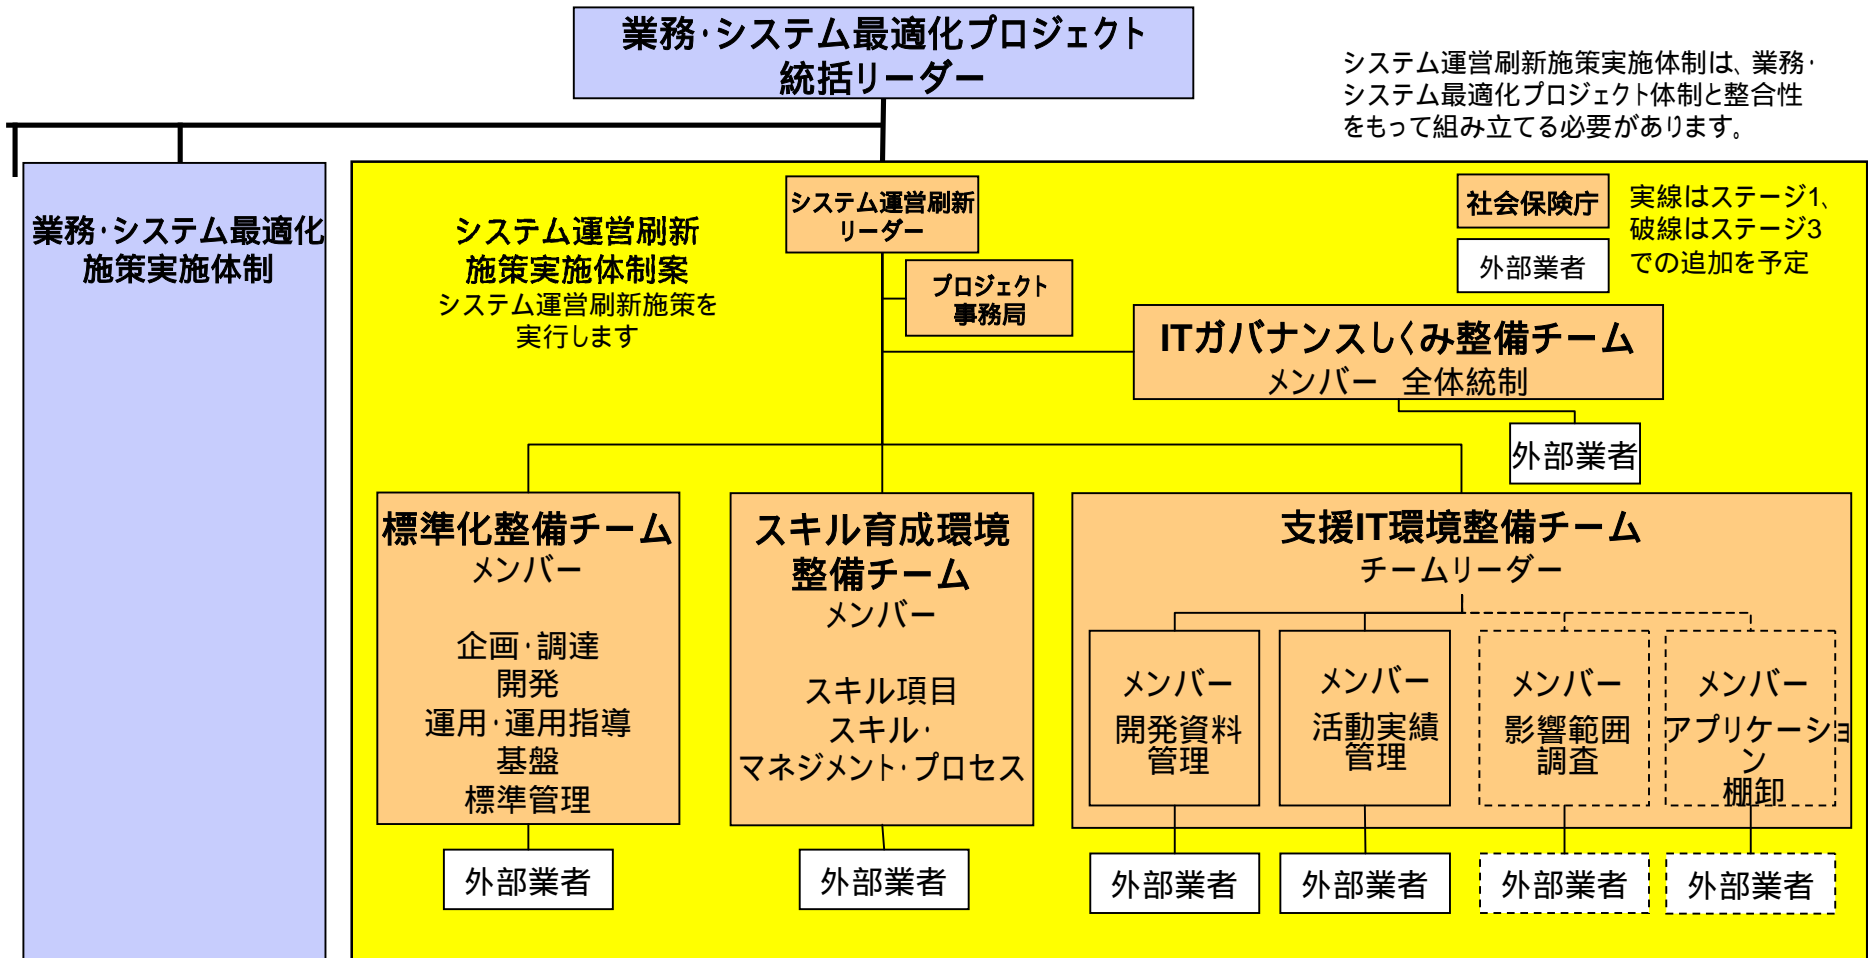 業務・システム最適化プロジェクト
統括リーダー
システム運営刷新施策実施体制は、業務・
システム最適化プロジェクト体制と整合性
をもって組み立てる必要があります。
業務・システム最適化
施策実施体制
システム運営刷新
施策実施体制案
システム運営刷新施策を
実行します
システム運営刷新
リーダー
プロジェクト
事務局
社会保険庁
外部業者
実線はステージ1、
破線はステージ3
での追加を予定
ITガバナンスしくみ整備チーム
メンバー 全体統制
外部業者
標準化整備チーム
メンバー
企画・調達
開発
運用・運用指導
基盤
標準管理
外部業者
スキル育成環境
整備チーム
メンバー
スキル項目
スキル・
マネジメント・プロセス
外部業者
支援IT環境整備チーム
チームリーダー
メンバー
開発資料
管理
メンバー
活動実績
管理
メンバー
影響範囲
調査
メンバー
アプリケーショ
ン
棚卸
外部業者
外部業者
外部業者
外部業者